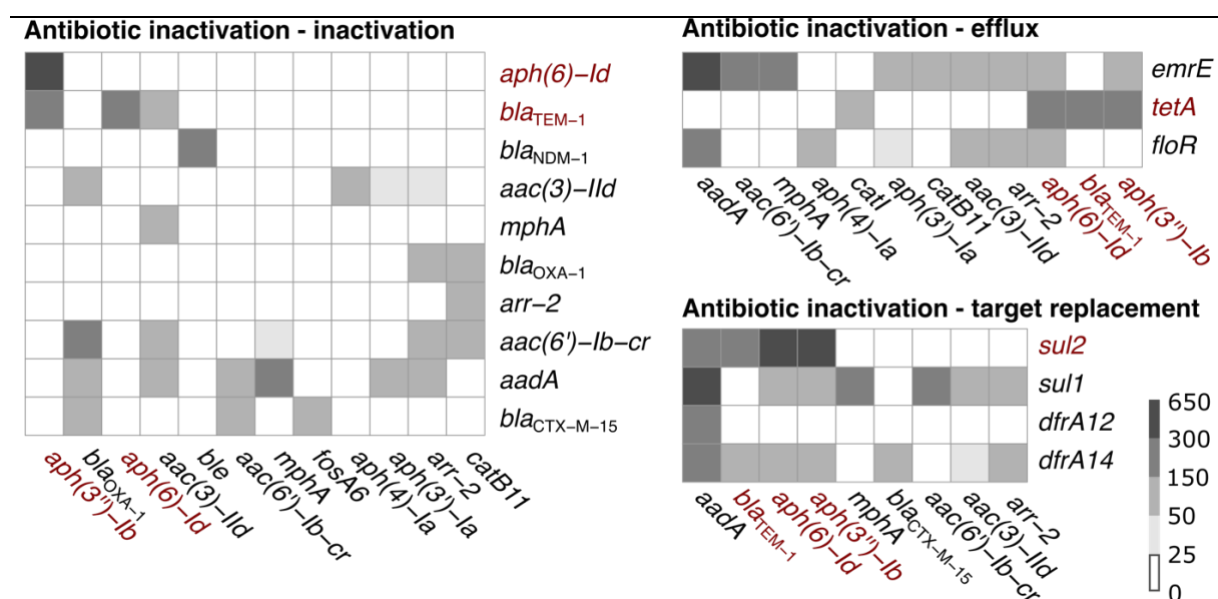 Antibiotic inactivation - inactivation
aph(6)−Id
blaTEM−1
blaNDM−1
aac(3)−IId
mphA
blaOXA−1
arr−2
aac(6')−Ib−cr
aadA
blaCTX−M−15
aph(3'')−Ib
blaOXA−1
aph(6)−Id
aac(3)−IId
ble
aac(6')−Ib−cr
mphA
fosA6
aph(4)−Ia
aph(3')−Ia
arr−2
catB11
Antibiotic inactivation - efflux
emrE
tetA
floR
aadA
aac(6')−Ib−cr
mphA
aph(4)−Ia
catI
aph(3')−Ia
catB11
aac(3)−IId
arr−2
aph(6)−Id
blaTEM−1
aph(3'')−Ib
Antibiotic inactivation - target replacement
sul2
sul1
dfrA12
dfrA14
aadA
blaTEM−1
aph(6)−Id
aph(3'')−Ib
mphA
blaCTX−M−15
aac(6')−Ib−cr
aac(3)−IId
arr−2
650
300
150
50
25
0